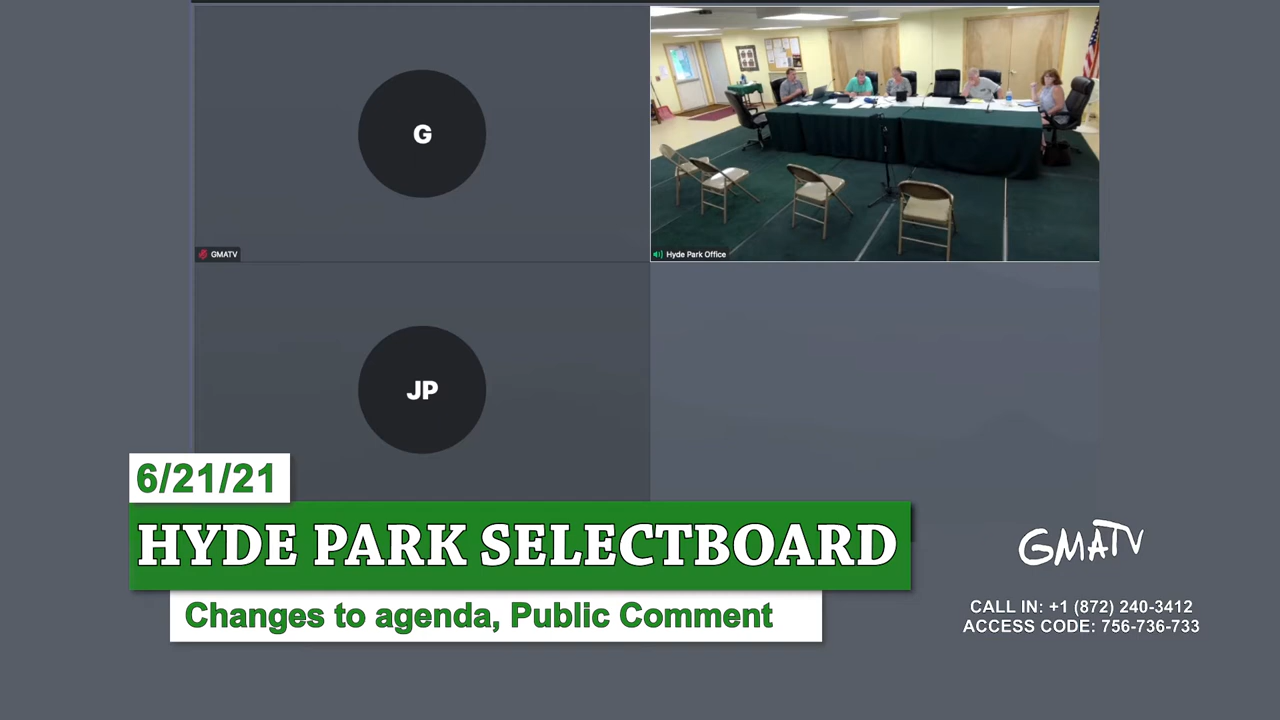 G
GMATV
Hyde Park Office
JP
6/21/21
HYDE PARK SELECTBOARD
Changes to agenda, Public Comment
GMATV
CALL IN: +1 (872) 240-3412
ACCESS CODE: 756-736-733